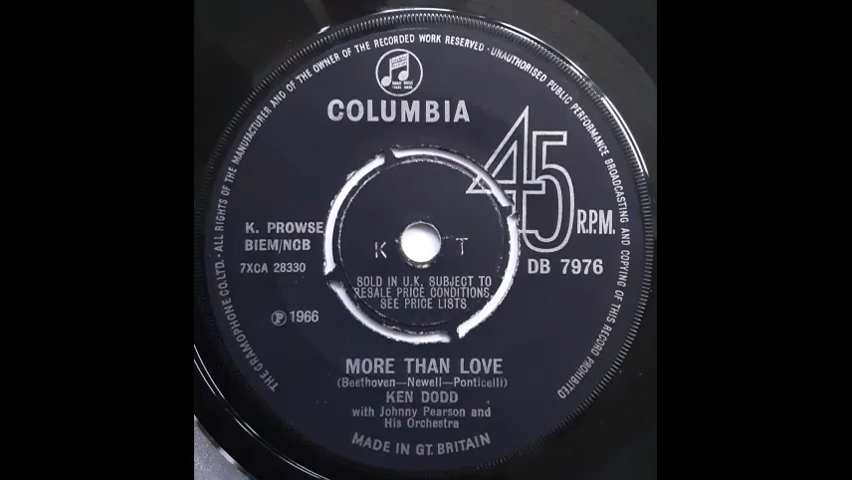 THE GRAMOPHONE CO. LTD. · ALL RIGHTS OF THE MANUFACTURER AND OF THE OWNER OF THE RECORDED WORK RESERVED · UNAUTHORISED PUBLIC PERFORMANCE BROADCASTING AND COPYING OF THIS RECORD PROHIBITED
COLUMBIA
45 R.P.M.
K. PROWSE
BIEM/NCB
7XCA 28330
DB 7976
K T
SOLD IN U.K. SUBJECT TO
RESALE PRICE CONDITIONS,
SEE PRICE LISTS
℗ 1966
MORE THAN LOVE
(Beethoven—Newell—Ponticelli)
KEN DODD
with Johnny Pearson and
His Orchestra
MADE IN GT. BRITAIN